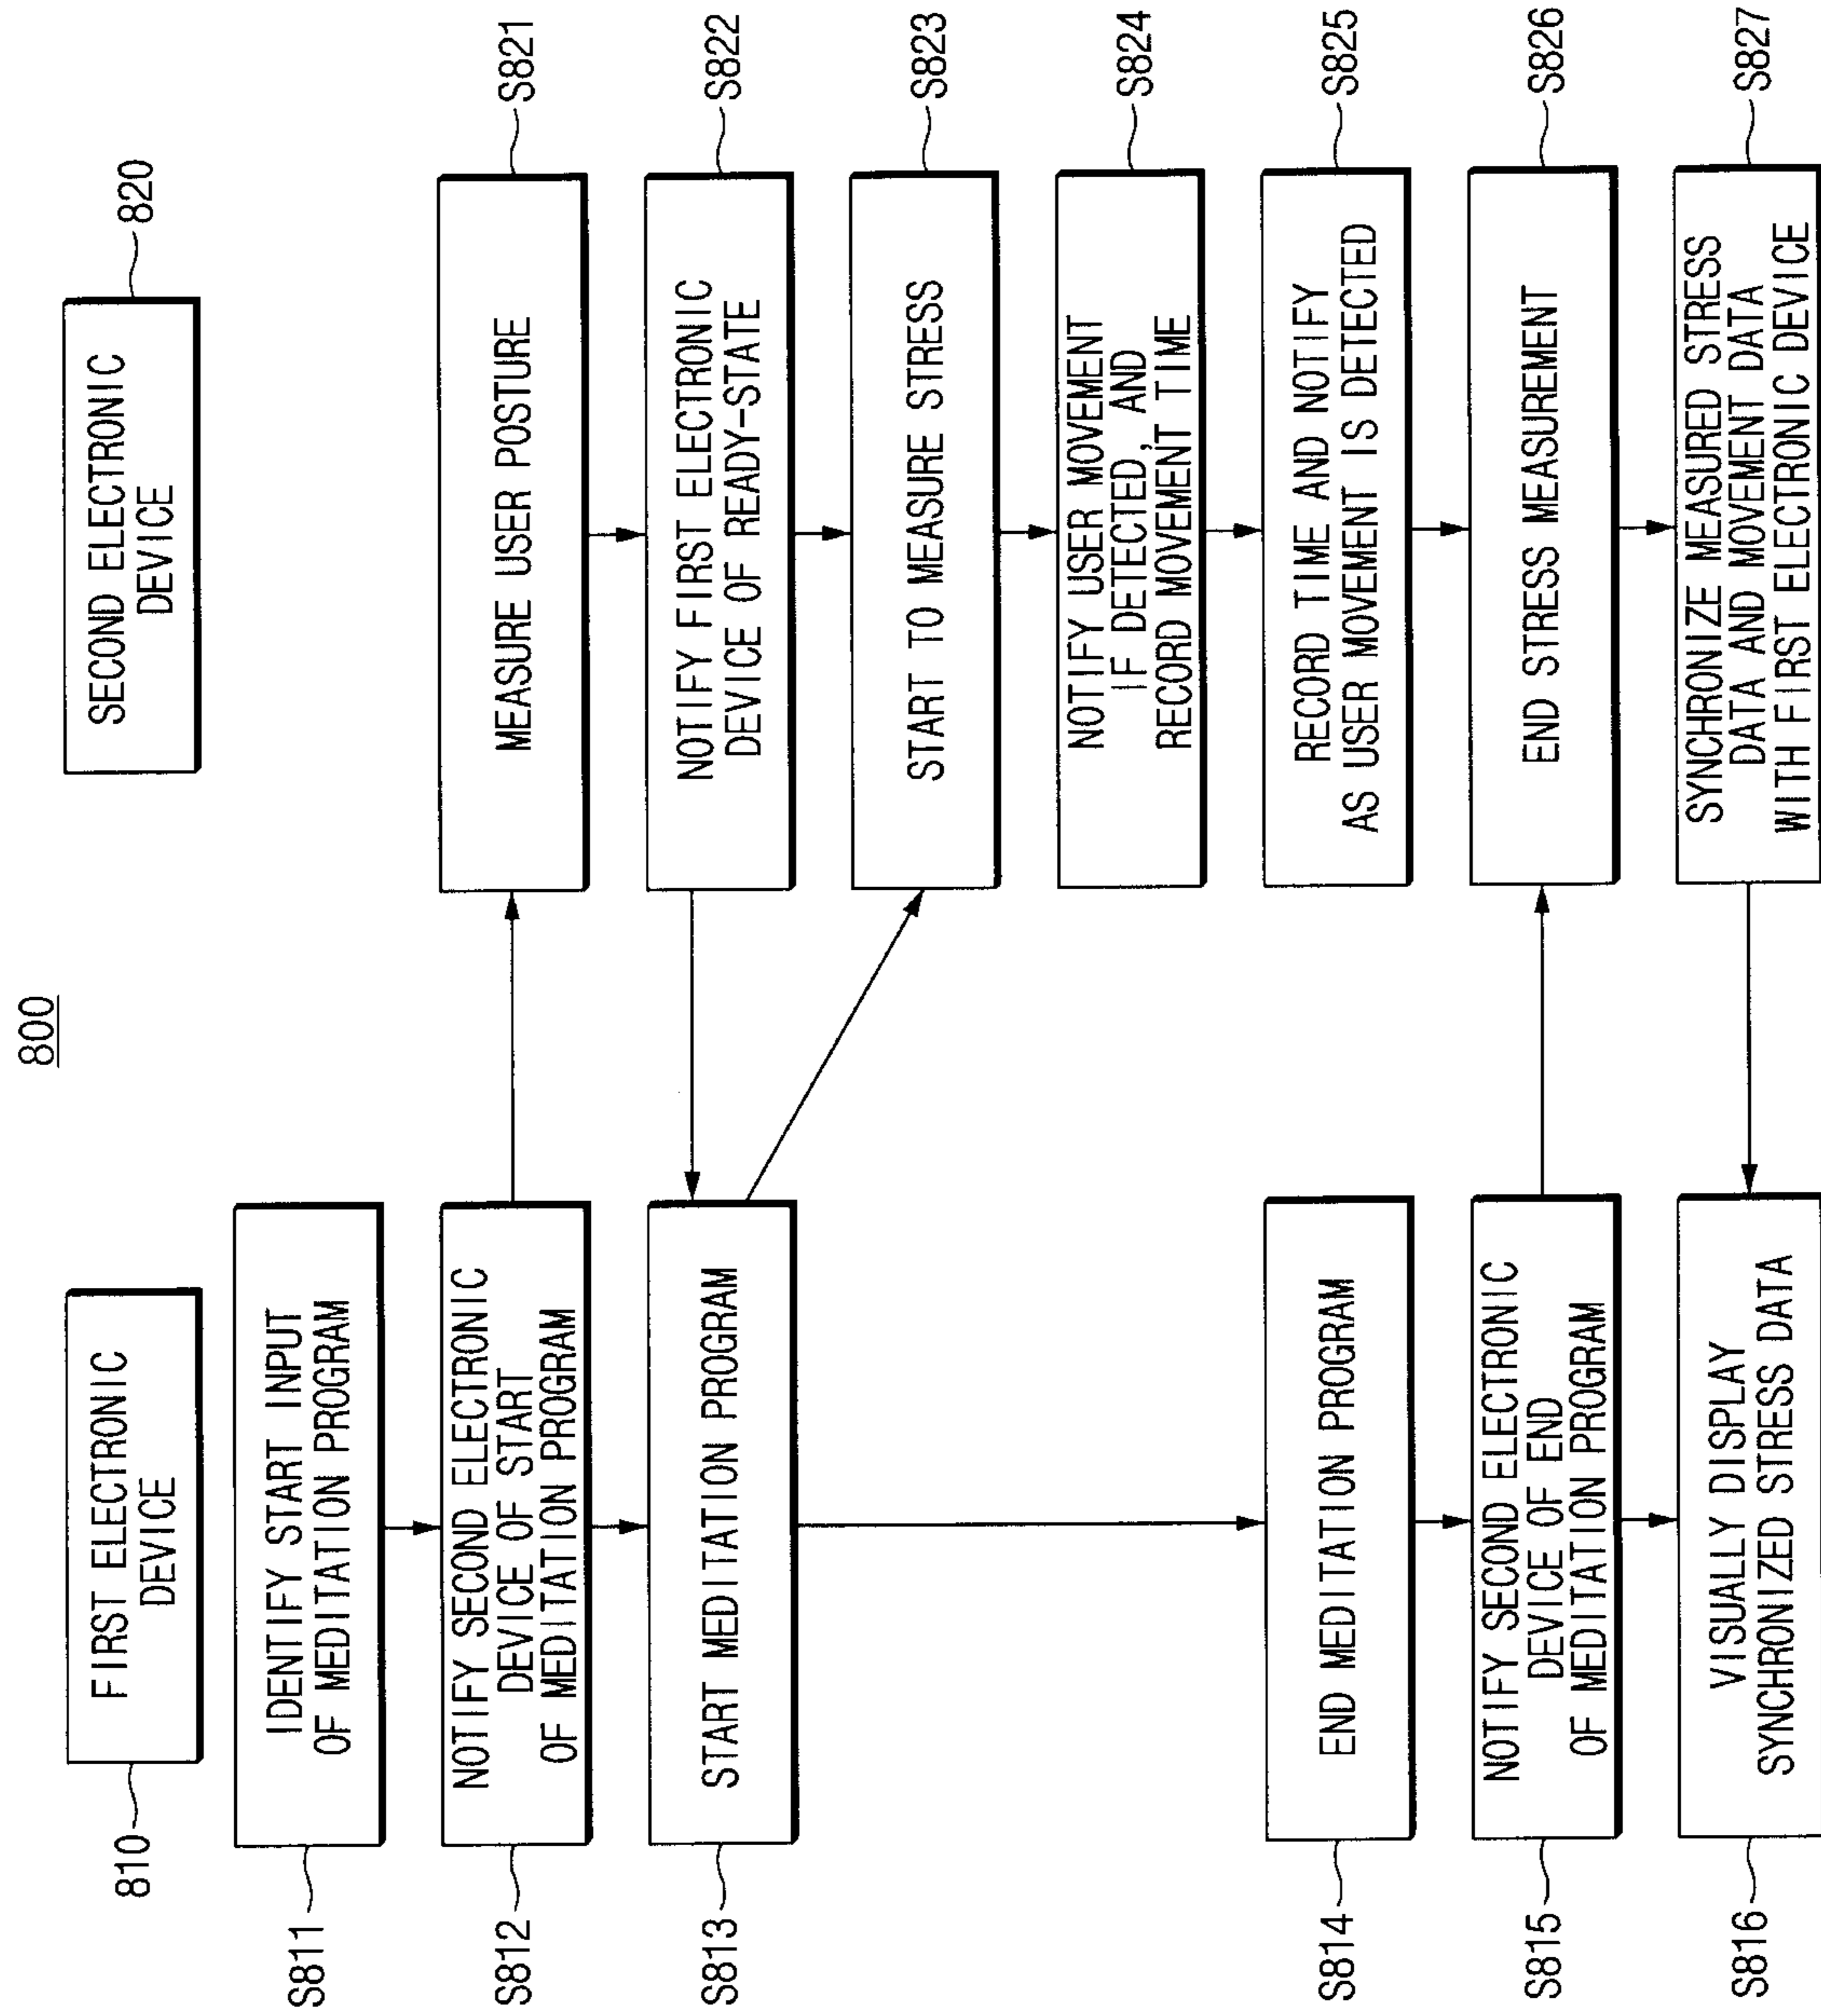 800
FIRST ELECTRONIC
DEVICE
810
SECOND ELECTRONIC
DEVICE
820
S811
IDENTIFY START INPUT
OF MEDITATION PROGRAM
S812
NOTIFY SECOND ELECTRONIC
DEVICE OF START
OF MEDITATION PROGRAM
MEASURE USER POSTURE
S821
S813
START MEDITATION PROGRAM
NOTIFY FIRST ELECTRONIC
DEVICE OF READY-STATE
S822
START TO MEASURE STRESS
S823
NOTIFY USER MOVEMENT
IF DETECTED, AND
RECORD MOVEMENT TIME
S824
S814
END MEDITATION PROGRAM
RECORD TIME AND NOTIFY
AS USER MOVEMENT IS DETECTED
S825
S815
NOTIFY SECOND ELECTRONIC
DEVICE OF END
OF MEDITATION PROGRAM
END STRESS MEASUREMENT
S826
S816
VISUALLY DISPLAY
SYNCHRONIZED STRESS DATA
SYNCHRONIZE MEASURED STRESS
DATA AND MOVEMENT DATA
WITH FIRST ELECTRONIC DEVICE
S827